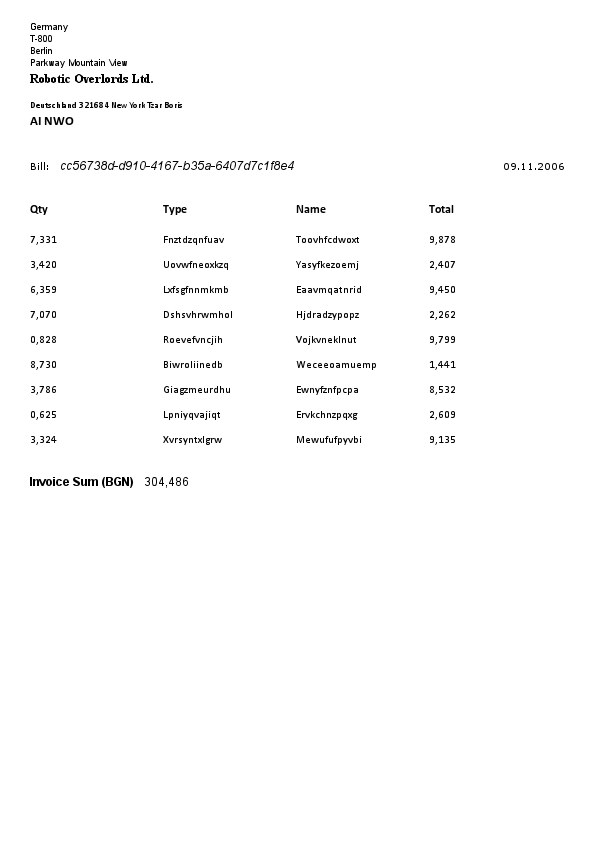 Germany
T-800
Berlin
Parkway Mountain View
Robotic Overlords Ltd.
Deutschland 321684 New York Tzar Boris
AI NWO
Bill: cc56738d-d910-4167-b35a-6407d7c1f8e4 09.11.2006
Qty Type Name Total
7,331 Fnztdzqnfuav Toovhfcdwoxt 9,878
3,420 Uovwfneoxkzq Yasyfkezoemj 2,407
6,359 Lxfsgfnnmkmb Eaavmqatnrid 9,450
7,070 Dshsvhrwmhol Hjdradzypopz 2,262
0,828 Roevefvncjih Vojkvneklnut 9,799
8,730 Biwroliinedb Weceeoamuemp 1,441
3,786 Giagzmeurdhu Ewnyfznfpcpa 8,532
0,625 Lpniyqvajiqt Ervkchnzpqxg 2,609
3,324 Xvrsyntxlgrw Mewufufpyvbi 9,135
Invoice Sum (BGN) 304,486